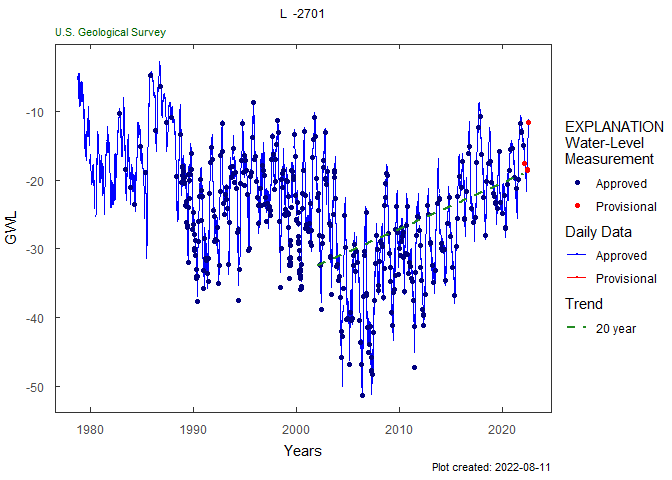 L -2701
U.S. Geological Survey
GWL
-10
-20
-30
-40
-50
1980
1990
2000
2010
2020
Years
EXPLANATION
Water-Level
Measurement
Approved
Provisional
Daily Data
Approved
Provisional
Trend
20 year
Plot created: 2022-08-11